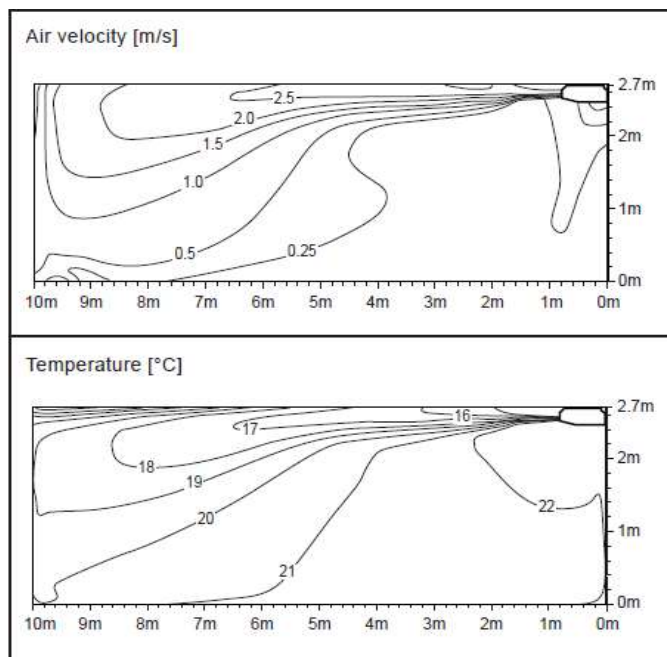 Air velocity [m/s]
2.7m
2.5
2.0
2m
1.5
1.0
1m
0.5
0.25
0m
10m 9m 8m 7m 6m 5m 4m 3m 2m 1m 0m
Temperature [°C]
2.7m
16
17
18
2m
19
20
22
1m
21
0m
10m 9m 8m 7m 6m 5m 4m 3m 2m 1m 0m